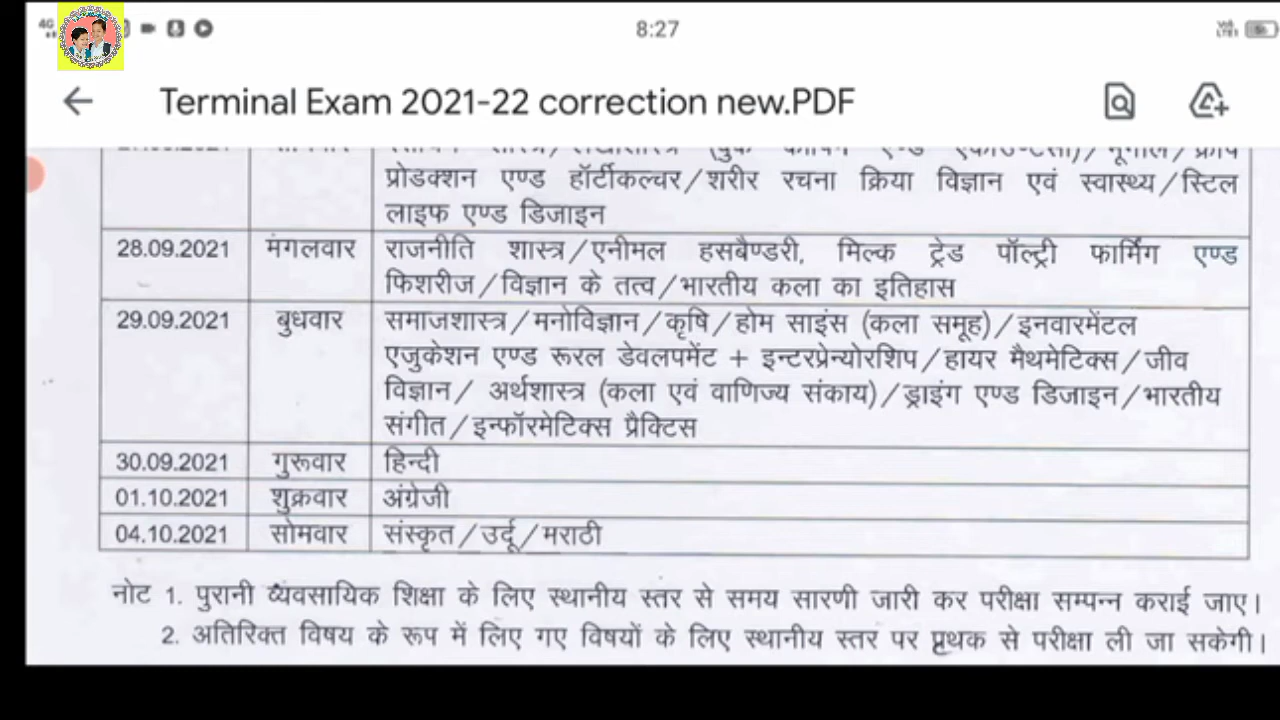 4G
8:27
Terminal Exam 2021-22 correction new.PDF
प्रोडक्शन एण्ड हॉर्टीकल्चर/शरीर रचना क्रिया विज्ञान एवं स्वास्थ्य/स्टिल
लाइफ एण्ड डिजाइन
28.09.2021 मंगलवार राजनीति शास्त्र/एनीमल हसबैण्डरी, मिल्क ट्रेड पॉल्ट्री फार्मिंग एण्ड
फिशरीज/विज्ञान के तत्व/भारतीय कला का इतिहास
29.09.2021 बुधवार समाजशास्त्र/मनोविज्ञान/कृषि/होम साइंस (कला समूह)/इनवारमेंटल
एजुकेशन एण्ड रूरल डेवलपमेंट + इन्टरप्रेन्योरशिप/हायर मैथमेटिक्स/जीव
विज्ञान/ अर्थशास्त्र (कला एवं वाणिज्य संकाय)/ड्राइंग एण्ड डिजाइन/भारतीय
संगीत/इन्फॉरमेटिक्स प्रैक्टिस
30.09.2021 गुरूवार हिन्दी
01.10.2021 शुक्रवार अंग्रेजी
04.10.2021 सोमवार संस्कृत/उर्दू/मराठी
नोट 1. पुरानी व्यवसायिक शिक्षा के लिए स्थानीय स्तर से समय सारणी जारी कर परीक्षा सम्पन्न कराई जाए।
2. अतिरिक्त विषय के रूप में लिए गए विषयों के लिए स्थानीय स्तर पर प्रथक से परीक्षा ली जा सकेगी।